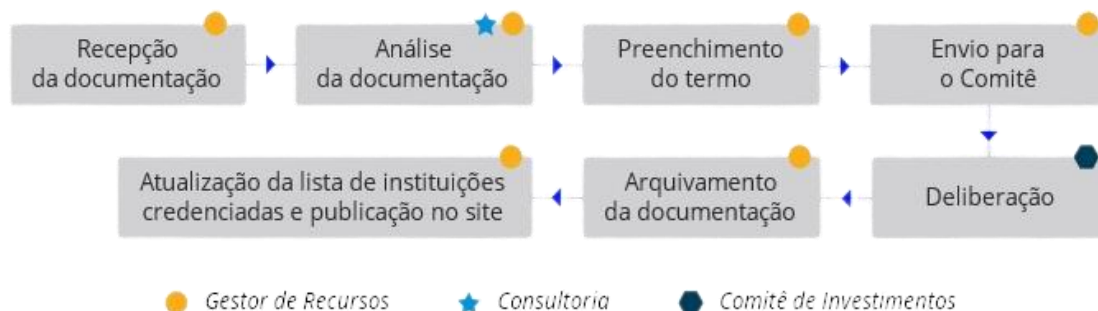 Recepção
da documentação
Análise
da documentação
Preenchimento
do termo
Envio para
o Comitê
Deliberação
Arquivamento
da documentação
Atualização da lista de instituições
credenciadas e publicação no site
Gestor de Recursos
Consultoria
Comitê de Investimentos